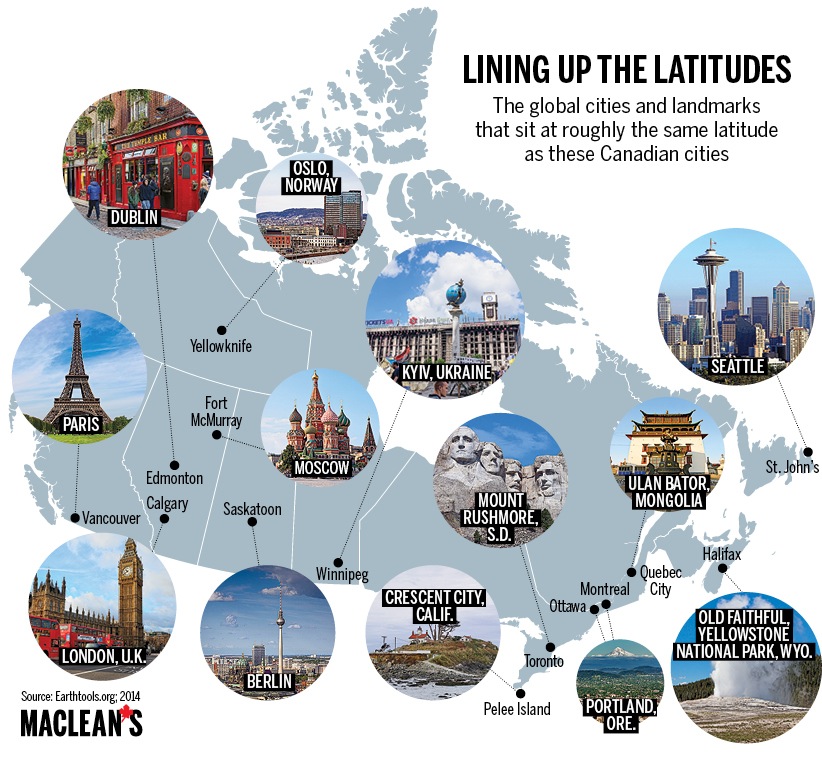 LINING UP THE LATITUDES
The global cities and landmarks
that sit at roughly the same latitude
as these Canadian cities
THE TEMPLE BAR
DUBLIN
OSLO,
NORWAY
Yellowknife
KYIV, UKRAINE
SEATTLE
St. John's
PARIS
Fort
McMurray
MOSCOW
Edmonton
Calgary
Vancouver
Saskatoon
Winnipeg
MOUNT
RUSHMORE,
S.D.
ULAN BATOR,
MONGOLIA
Quebec
City
Halifax
Montreal
Ottawa
Toronto
Pelee Island
LONDON, U.K.
BERLIN
CRESCENT CITY,
CALIF.
PORTLAND,
ORE.
OLD FAITHFUL,
YELLOWSTONE
NATIONAL PARK, WYO.
Source: Earthtools.org; 2014
MACLEAN'S